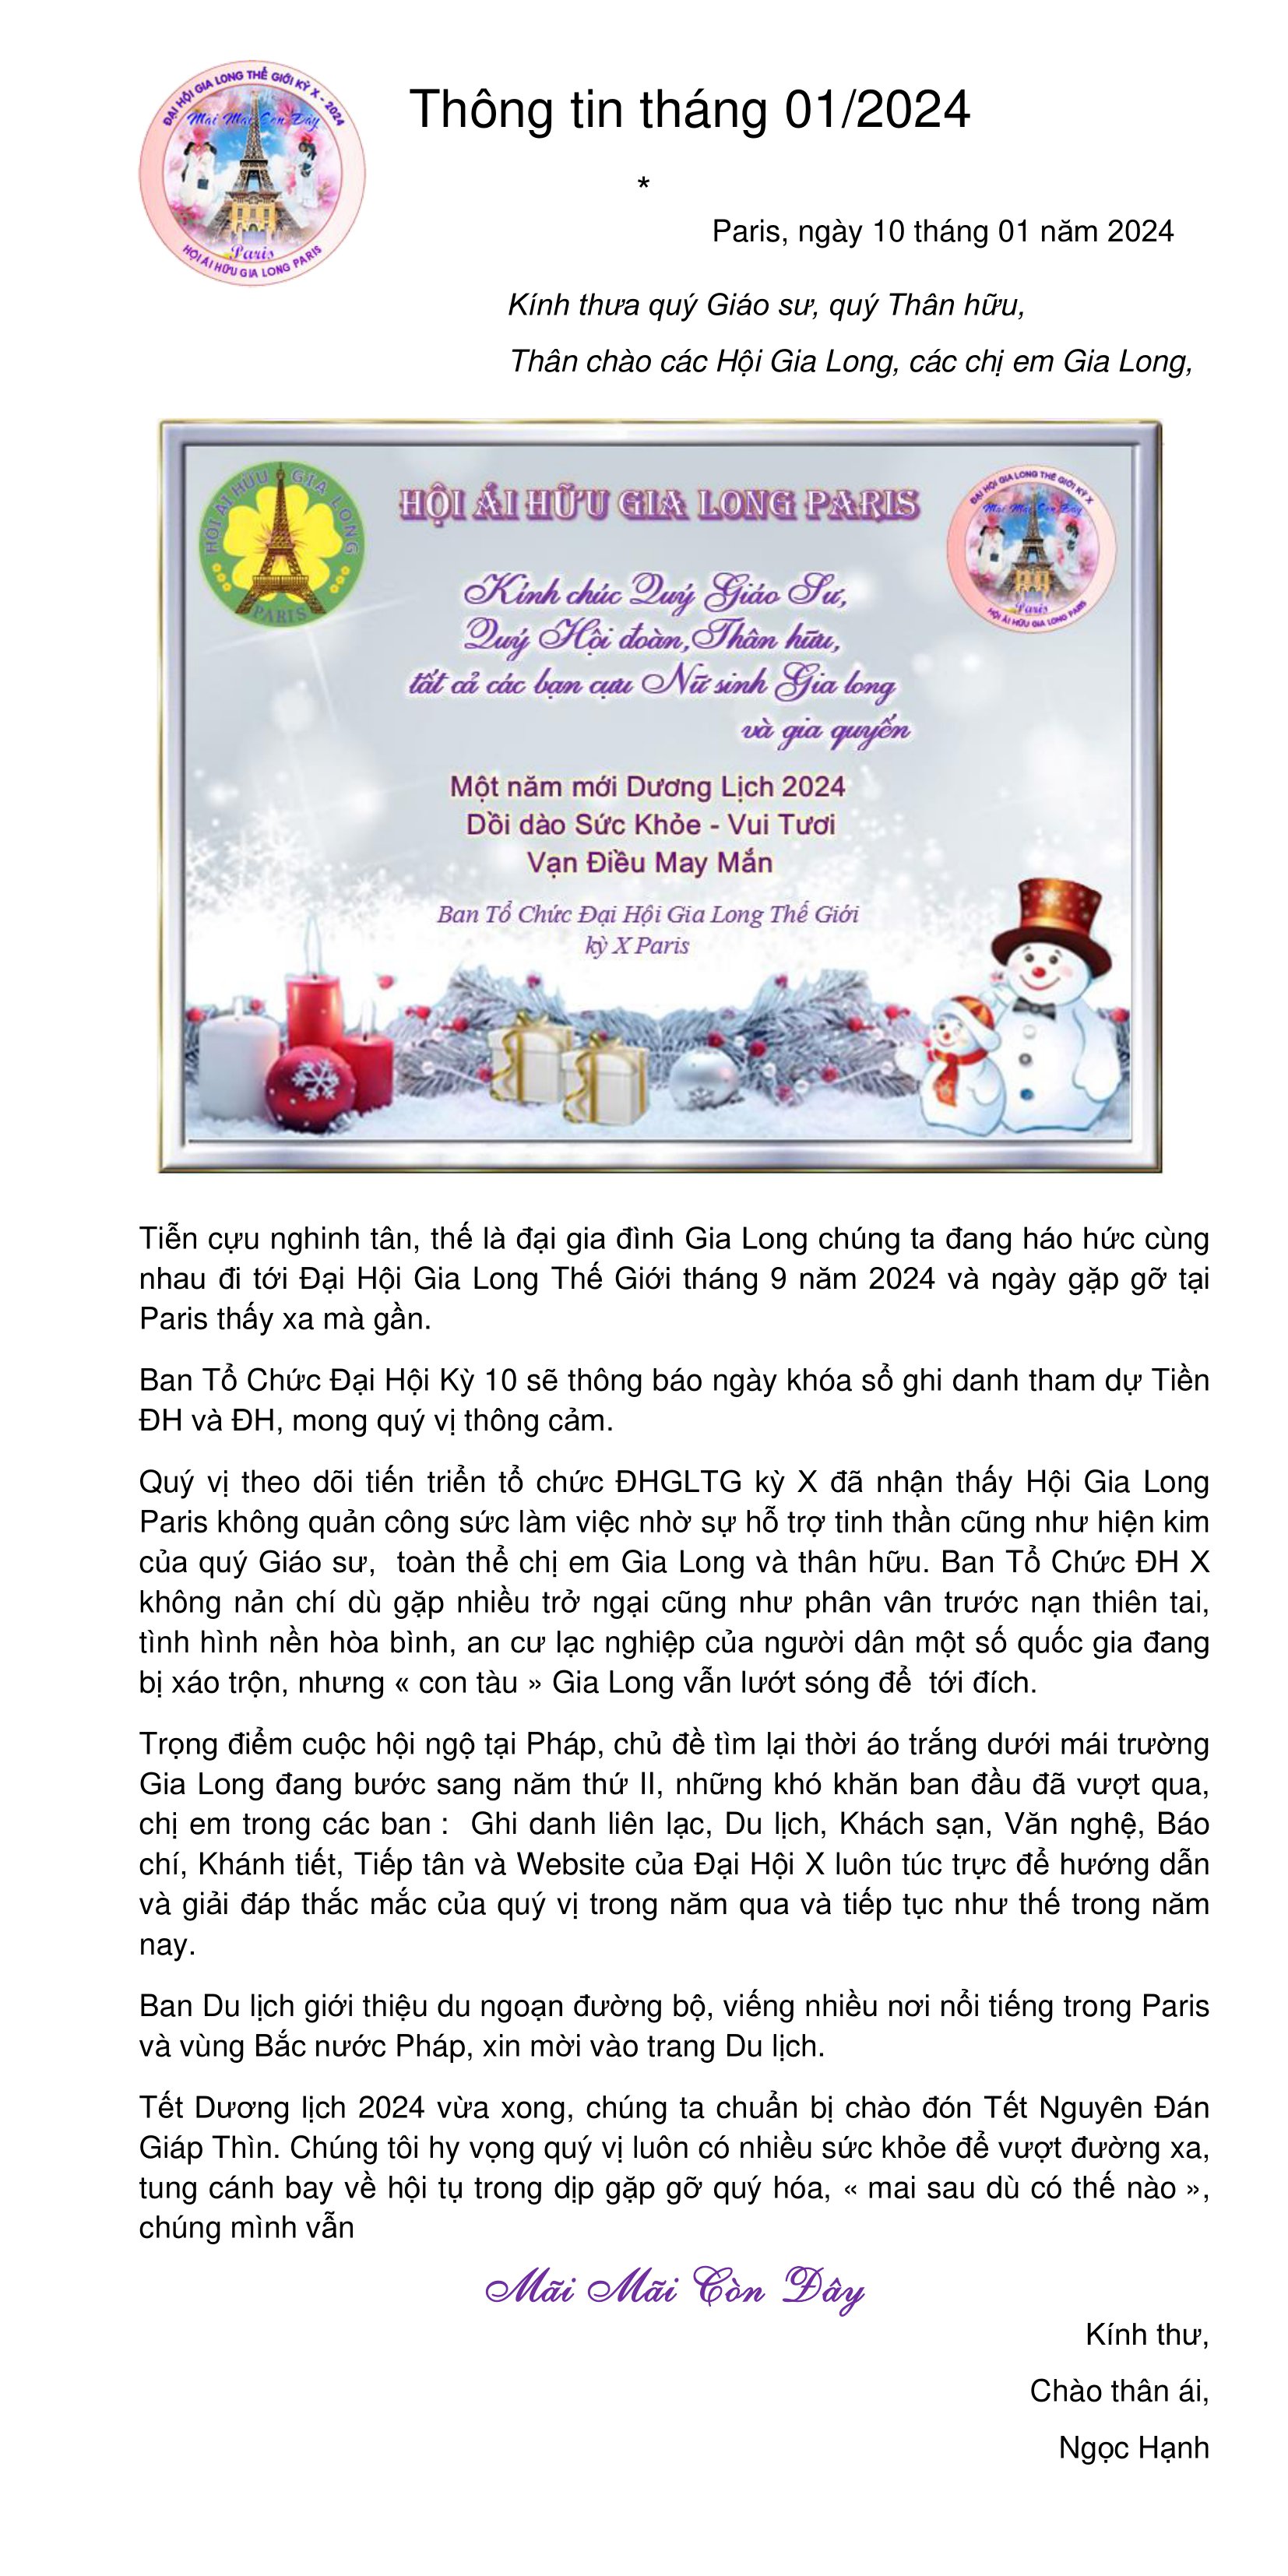 ĐẠI HỘI GIA LONG THẾ GIỚI KỲ X - 2024
Mãi Mãi Còn Đây
Paris
HỘI ÁI HỮU GIA LONG PARIS
Thông tin tháng 01/2024
*
Paris, ngày 10 tháng 01 năm 2024
Kính thưa quý Giáo sư, quý Thân hữu,
Thân chào các Hội Gia Long, các chị em Gia Long,
HỘI ÁI HỮU GIA LONG
PARIS
HỘI ÁI HỮU GIA LONG PARIS
ĐẠI HỘI GIA LONG THẾ GIỚI KỲ X
Mãi Mãi Còn Đây
Paris
HỘI ÁI HỮU GIA LONG PARIS
Kính chúc Quý Giáo Sư,
Quý Hội đoàn,Thân hữu,
tất cả các bạn cựu Nữ sinh Gia long
và gia quyến
Một năm mới Dương Lịch 2024
Dồi dào Sức Khỏe - Vui Tươi
Vạn Điều May Mắn
Ban Tổ Chức Đại Hội Gia Long Thế Giới
kỳ X Paris
Tiễn cựu nghinh tân, thế là đại gia đình Gia Long chúng ta đang háo hức cùng
nhau đi tới Đại Hội Gia Long Thế Giới tháng 9 năm 2024 và ngày gặp gỡ tại
Paris thấy xa mà gần.
Ban Tổ Chức Đại Hội Kỳ 10 sẽ thông báo ngày khóa sổ ghi danh tham dự Tiền
ĐH và ĐH, mong quý vị thông cảm.
Quý vị theo dõi tiến triển tổ chức ĐHGLTG kỳ X đã nhận thấy Hội Gia Long
Paris không quản công sức làm việc nhờ sự hỗ trợ tinh thần cũng như hiện kim
của quý Giáo sư,  toàn thể chị em Gia Long và thân hữu. Ban Tổ Chức ĐH X
không nản chí dù gặp nhiều trở ngại cũng như phân vân trước nạn thiên tai,
tình hình nền hòa bình, an cư lạc nghiệp của người dân một số quốc gia đang
bị xáo trộn, nhưng « con tàu » Gia Long vẫn lướt sóng để  tới đích.
Trọng điểm cuộc hội ngộ tại Pháp, chủ đề tìm lại thời áo trắng dưới mái trường
Gia Long đang bước sang năm thứ II, những khó khăn ban đầu đã vượt qua,
chị em trong các ban :  Ghi danh liên lạc, Du lịch, Khách sạn, Văn nghệ, Báo
chí, Khánh tiết, Tiếp tân và Website của Đại Hội X luôn túc trực để hướng dẫn
và giải đáp thắc mắc của quý vị trong năm qua và tiếp tục như thế trong năm
nay.
Ban Du lịch giới thiệu du ngoạn đường bộ, viếng nhiều nơi nổi tiếng trong Paris
và vùng Bắc nước Pháp, xin mời vào trang Du lịch.
Tết Dương lịch 2024 vừa xong, chúng ta chuẩn bị chào đón Tết Nguyên Đán
Giáp Thìn. Chúng tôi hy vọng quý vị luôn có nhiều sức khỏe để vượt đường xa,
tung cánh bay về hội tụ trong dịp gặp gỡ quý hóa, « mai sau dù có thế nào »,
chúng mình vẫn
Mãi Mãi Còn Đây
Kính thư,
Chào thân ái,
Ngọc Hạnh